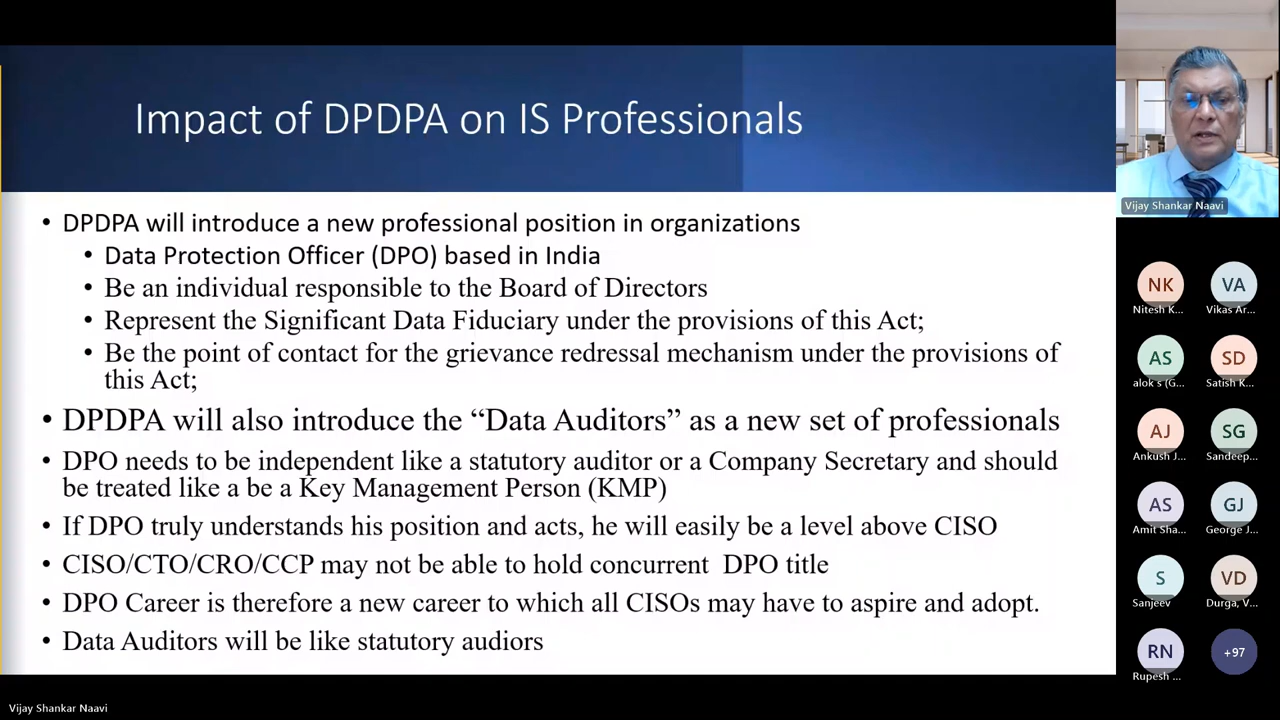 Impact of DPDPA on IS Professionals
• DPDPA will introduce a new professional position in organizations
• Data Protection Officer (DPO) based in India
• Be an individual responsible to the Board of Directors
• Represent the Significant Data Fiduciary under the provisions of this Act;
• Be the point of contact for the grievance redressal mechanism under the provisions of
this Act;
• DPDPA will also introduce the “Data Auditors” as a new set of professionals
• DPO needs to be independent like a statutory auditor or a Company Secretary and should
be treated like a be a Key Management Person (KMP)
• If DPO truly understands his position and acts, he will easily be a level above CISO
• CISO/CTO/CRO/CCP may not be able to hold concurrent DPO title
• DPO Career is therefore a new career to which all CISOs may have to aspire and adopt.
• Data Auditors will be like statutory audiors
Vijay Shankar Naavi
NK
Nitesh K...
VA
Vikas Ar...
AS
alok s (G...
SD
Satish K...
AJ
Ankush J...
SG
Sandeep...
AS
Amit Sha...
GJ
George J...
S
Sanjeev
VD
Durga, V...
RN
Rupesh ...
+97
Vijay Shankar Naavi